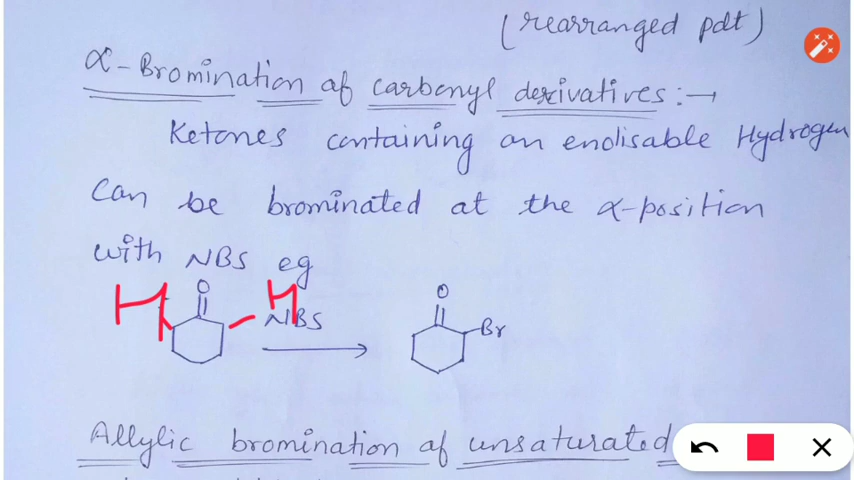 (rearranged pdt)
α-Bromination of carbonyl derivatives :→
Ketones containing an enolisable Hydrogen
can be brominated at the α-position
with NBS eg
O
H
H
NBS
O
Br
Allylic bromination of unsaturated